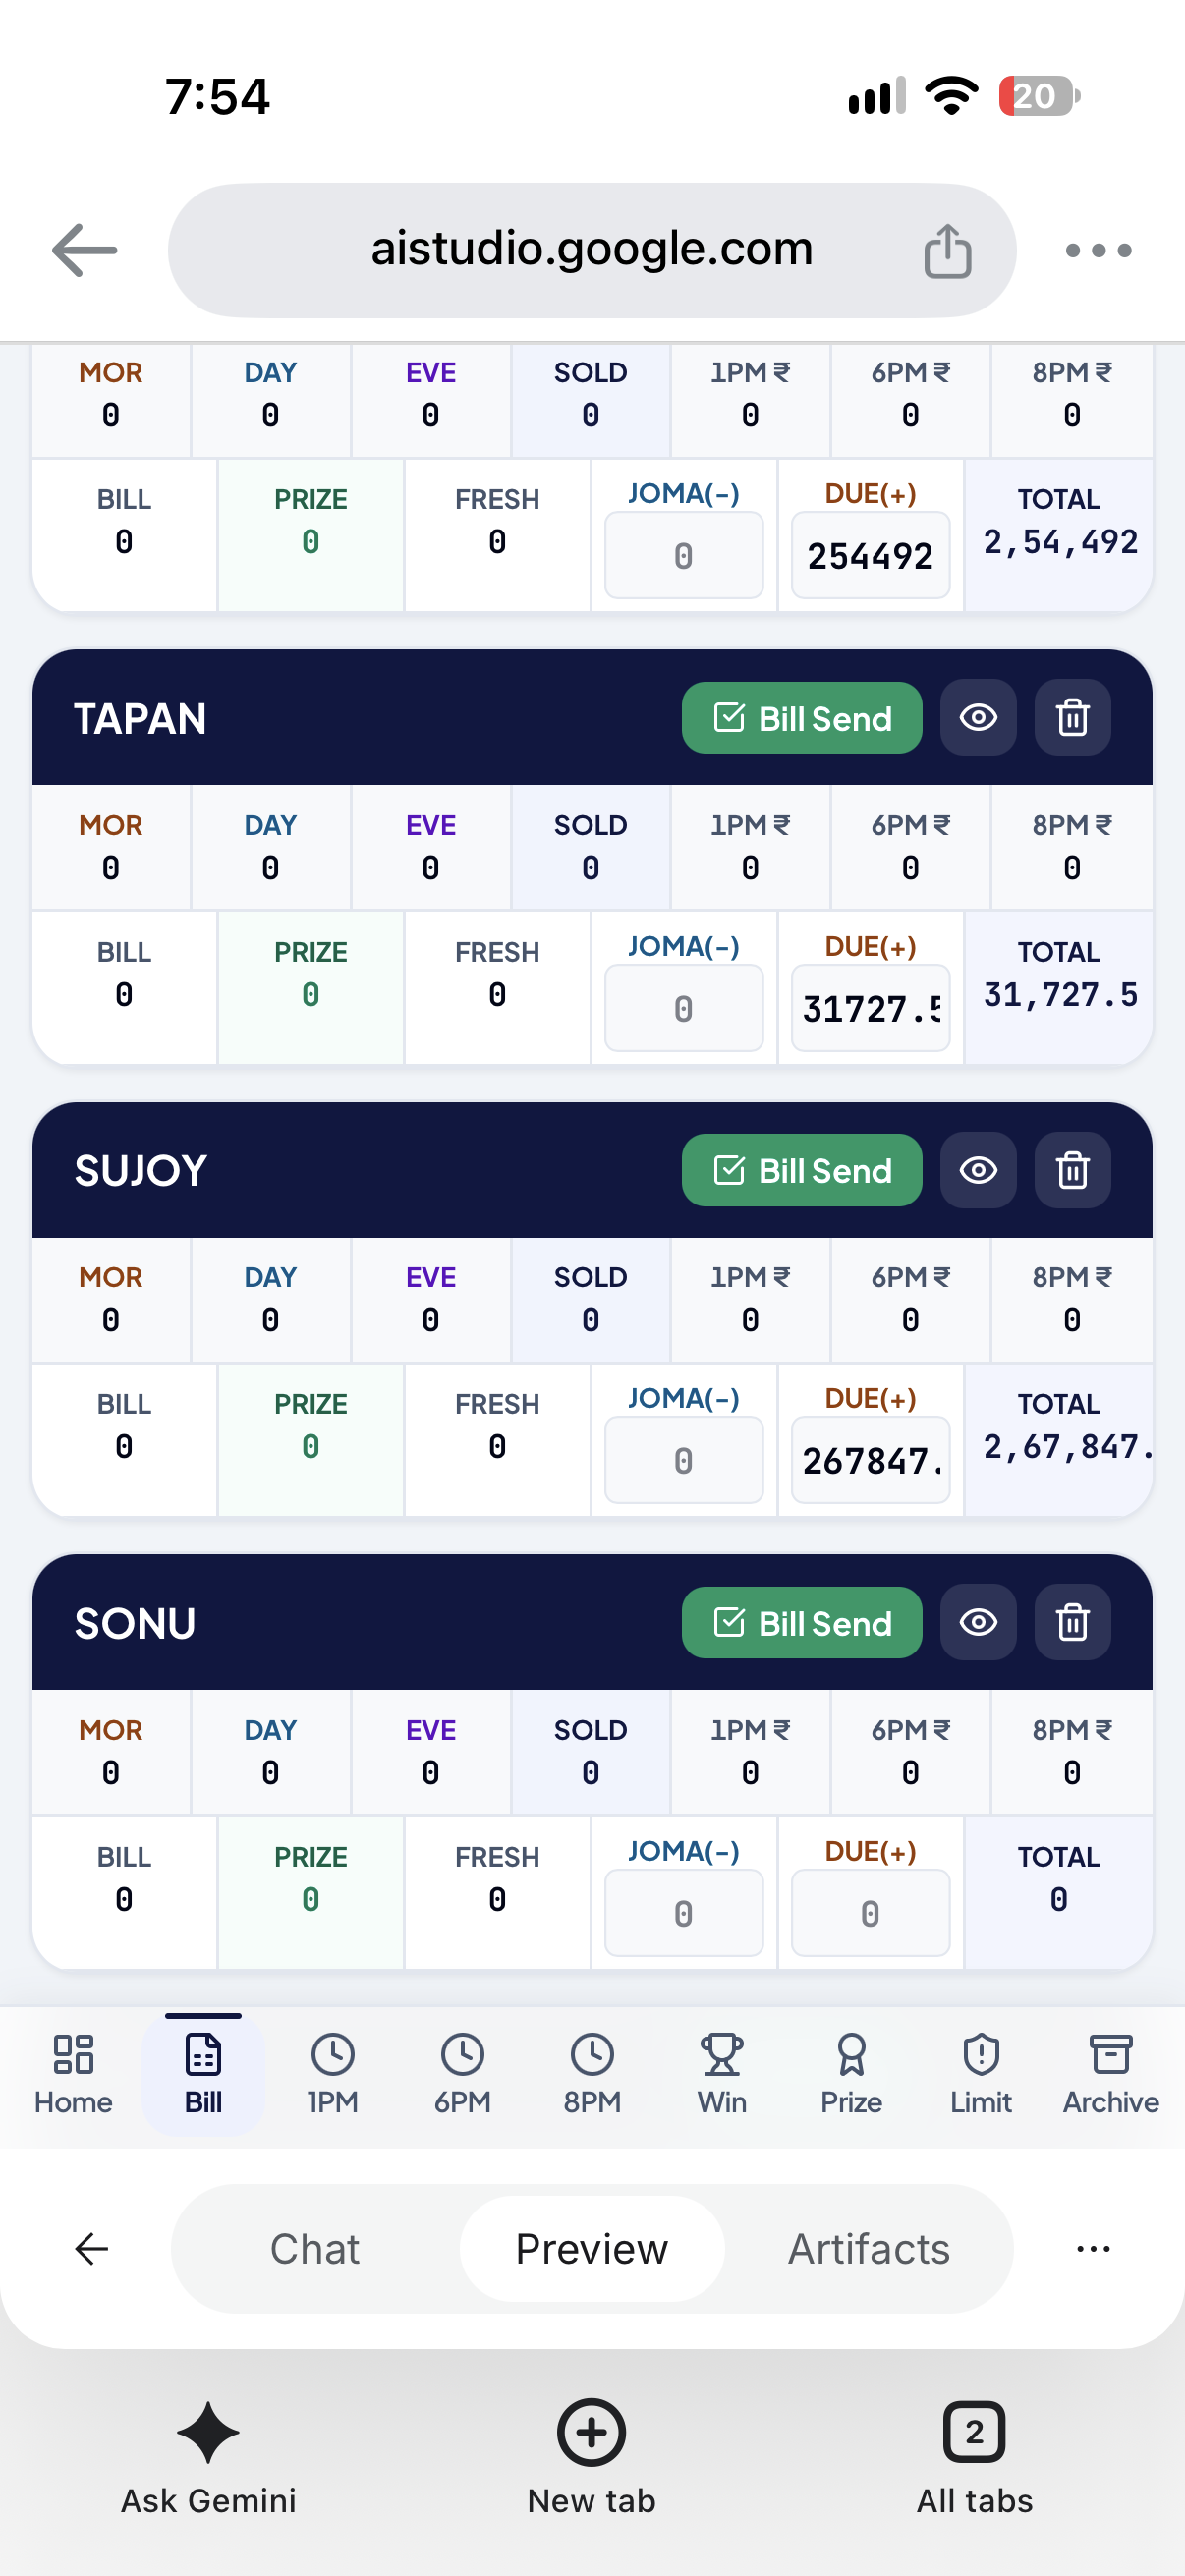 7:54
20
aistudio.google.com
MOR DAY EVE SOLD 1PM ₹ 6PM ₹ 8PM ₹
0 0 0 0 0 0 0
BILL PRIZE FRESH JOMA(-) DUE(+) TOTAL
0 0 0 0 254492 2,54,492
TAPAN Bill Send
MOR DAY EVE SOLD 1PM ₹ 6PM ₹ 8PM ₹
0 0 0 0 0 0 0
BILL PRIZE FRESH JOMA(-) DUE(+) TOTAL
0 0 0 0 31727.5 31,727.5
SUJOY Bill Send
MOR DAY EVE SOLD 1PM ₹ 6PM ₹ 8PM ₹
0 0 0 0 0 0 0
BILL PRIZE FRESH JOMA(-) DUE(+) TOTAL
0 0 0 0 267847. 2,67,847.
SONU Bill Send
MOR DAY EVE SOLD 1PM ₹ 6PM ₹ 8PM ₹
0 0 0 0 0 0 0
BILL PRIZE FRESH JOMA(-) DUE(+) TOTAL
0 0 0 0 0 0
Home Bill 1PM 6PM 8PM Win Prize Limit Archive
Chat Preview Artifacts
2
Ask Gemini New tab All tabs